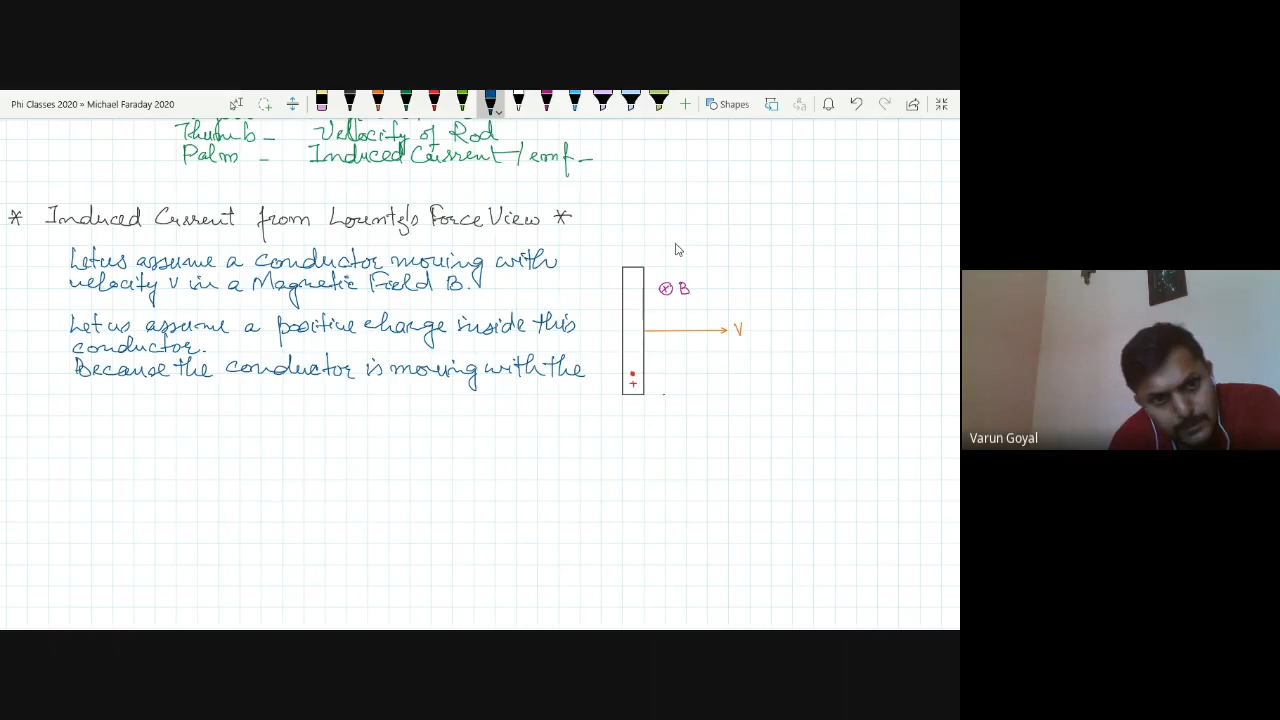 Phi Classes 2020 » Michael Faraday 2020
Shapes
Thumb - Velocity of Rod
Palm - Induced Current / emf -
* Induced Current from Lorentz's Force View *
Let us assume a conductor moving with
velocity v in a Magnetic Field B.
Let us assume a positive charge inside this
conductor.
Because the conductor is moving with the
⊗ B
V
+
Varun Goyal